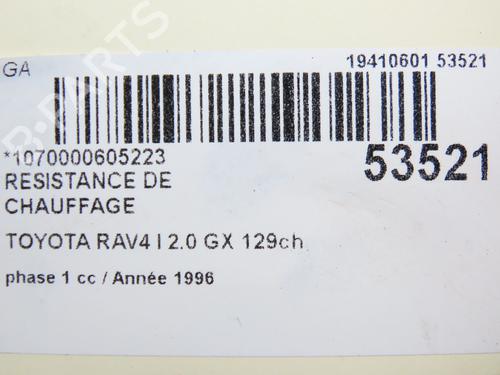 GA
19410601 53521
*1070000605223
53521
RESISTANCE DE
CHAUFFAGE
TOYOTA RAV4 I 2.0 GX 129ch
phase 1 cc / Année 1996
B-PARTS